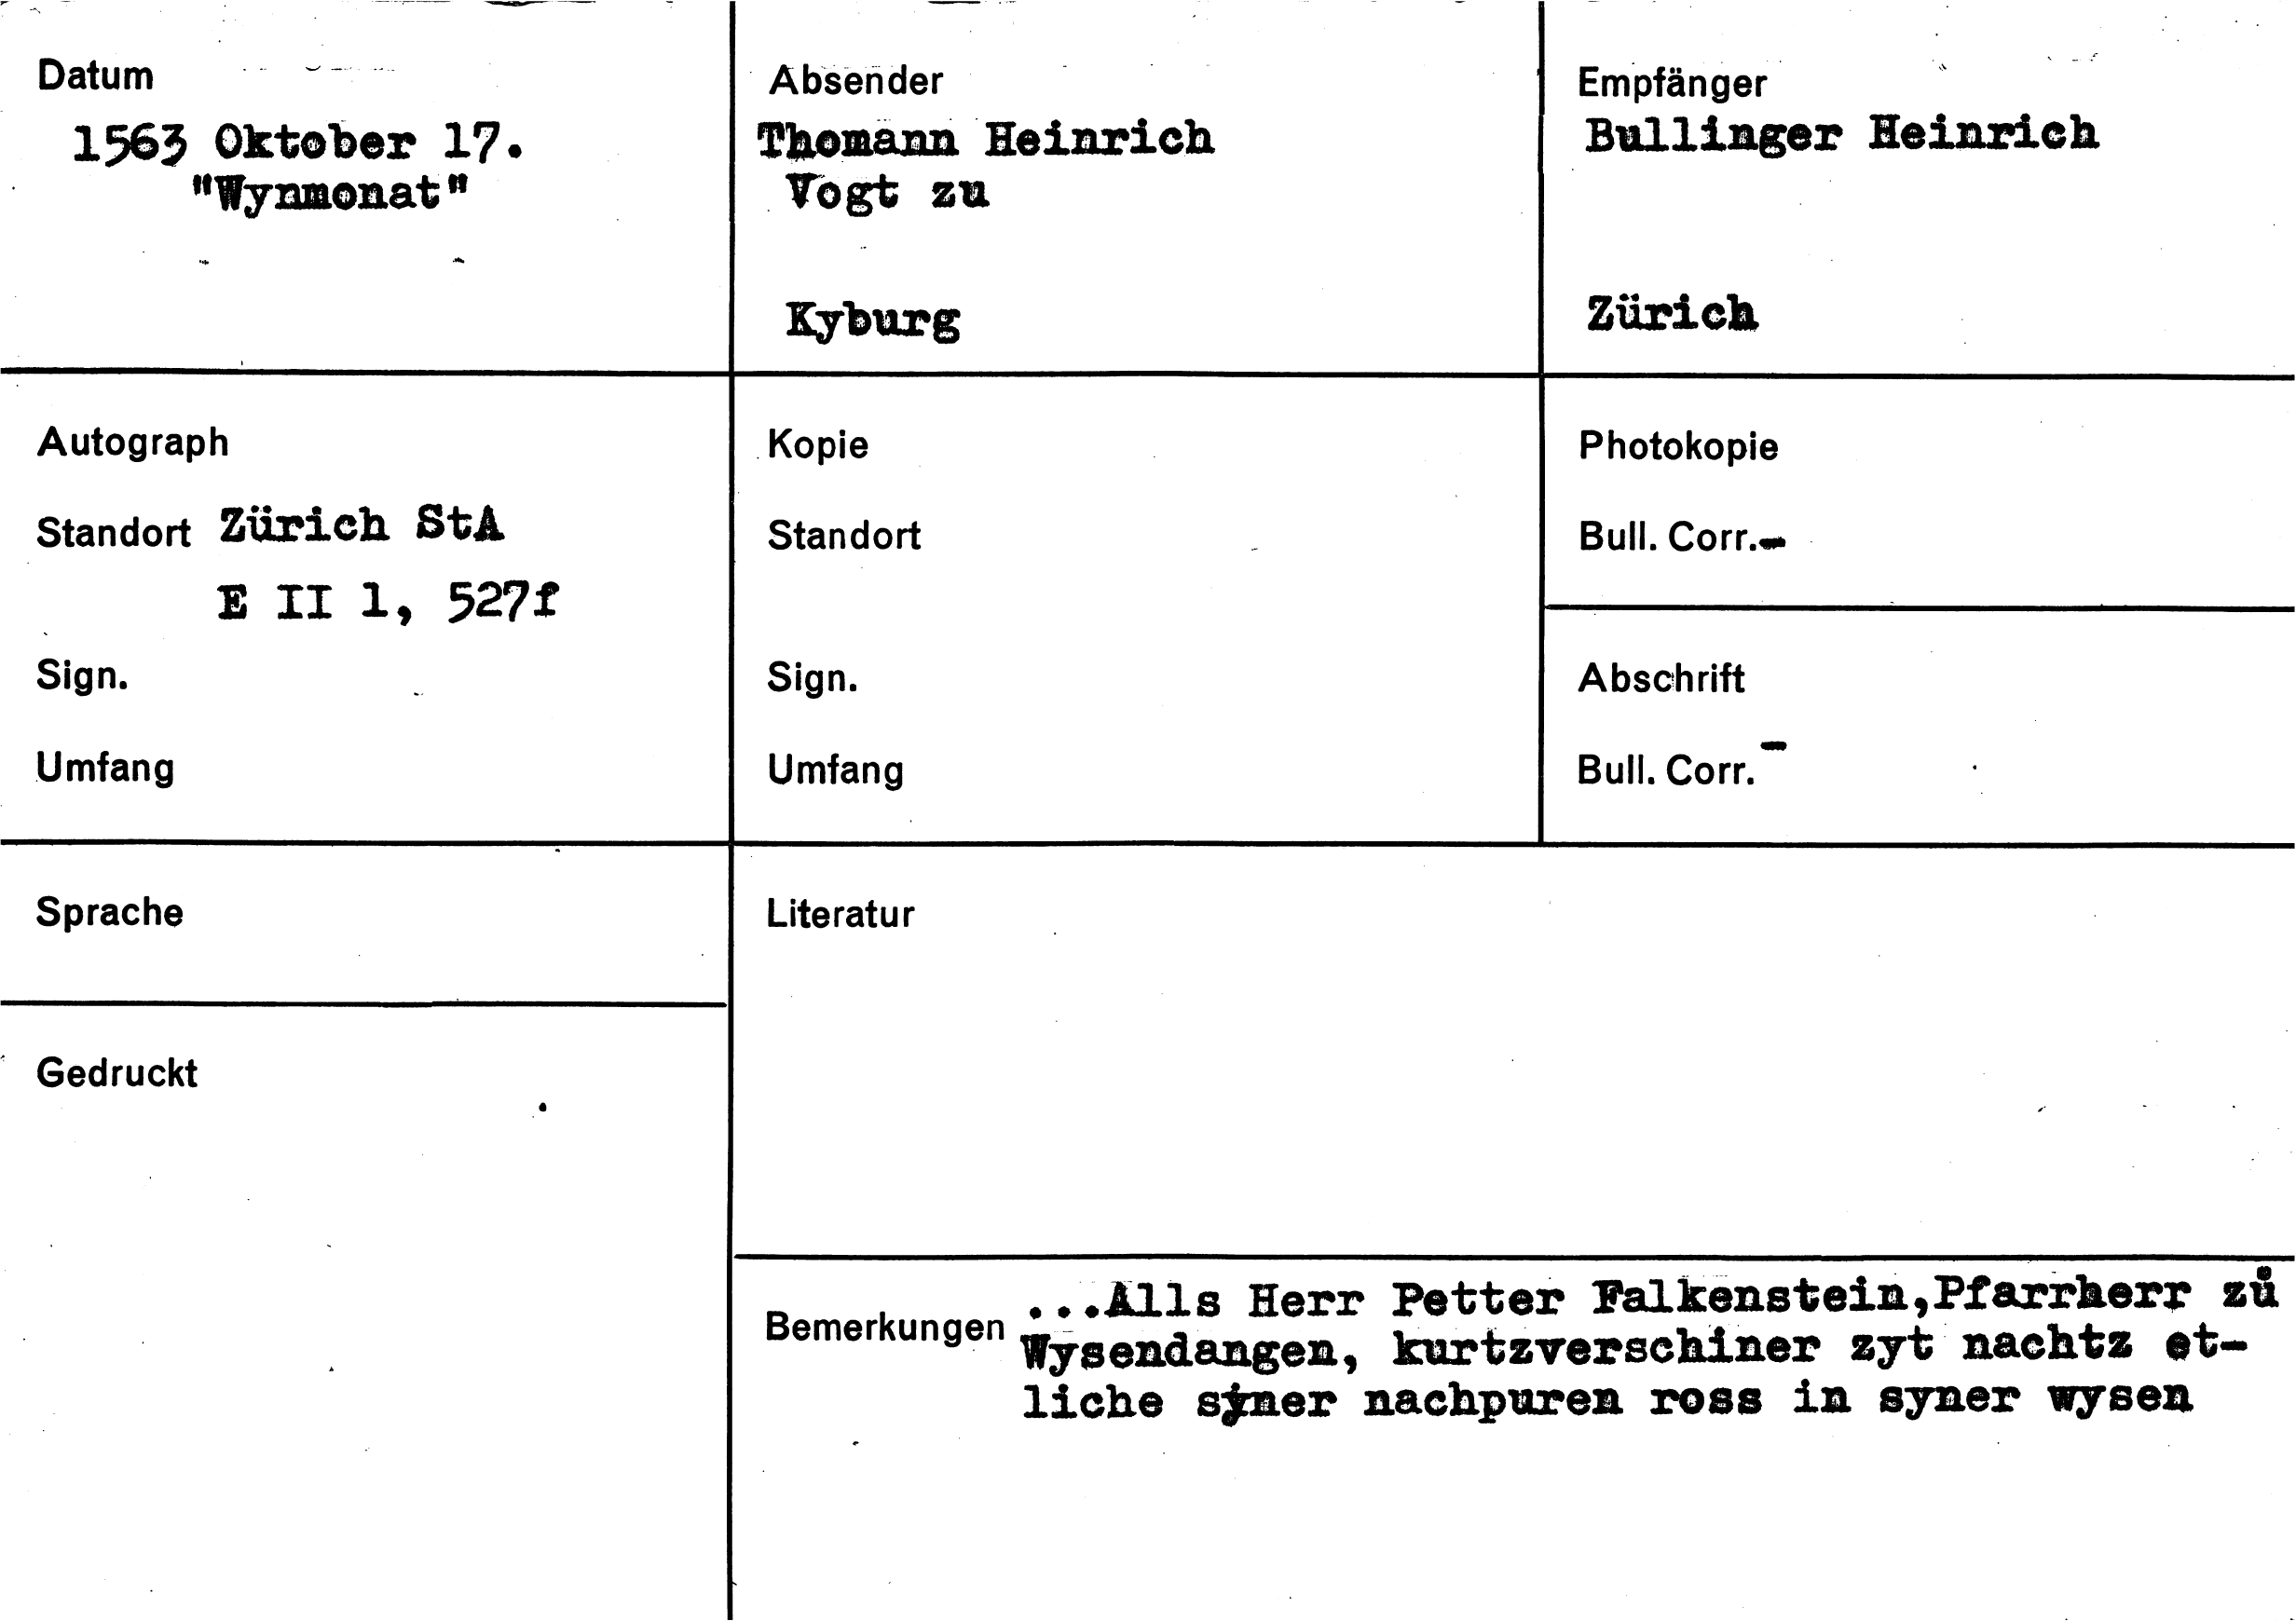 Datum
1563 Oktober 17.
"Wynmonat"
Absender
Thomann Heinrich
Vogt zu
Kyburg
Empfänger
Bullinger Heinrich
Zürich
Autograph
Standort Zürich StA
E II 1, 527f
Sign.
Umfang
Kopie
Standort
Sign.
Umfang
Photokopie
Bull. Corr.-
Abschrift
Bull. Corr.-
Sprache
Gedruckt
Literatur
Bemerkungen ...Alls Herr Petter Falkenstein,Pfarrherr zů
Wysendangen, kurtzverschiner zyt nachtz et-
liche syner nachpuren ross in syner wysen